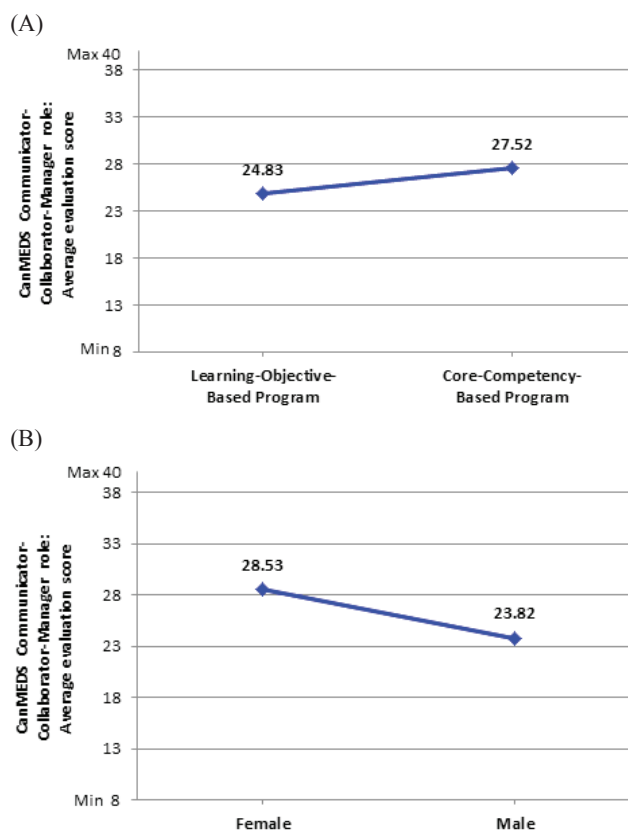 (A)
Max 40
38
33
28
23
18
13
Min 8
CanMEDS Communicator-
Collaborator-Manager role:
Average evaluation score
24.83
27.52
Learning-Objective-
Based Program
Core-Competency-
Based Program
(B)
Max 40
38
33
28
23
18
13
Min 8
CanMEDS Communicator-
Collaborator-Manager role:
Average evaluation score
28.53
23.82
Female
Male